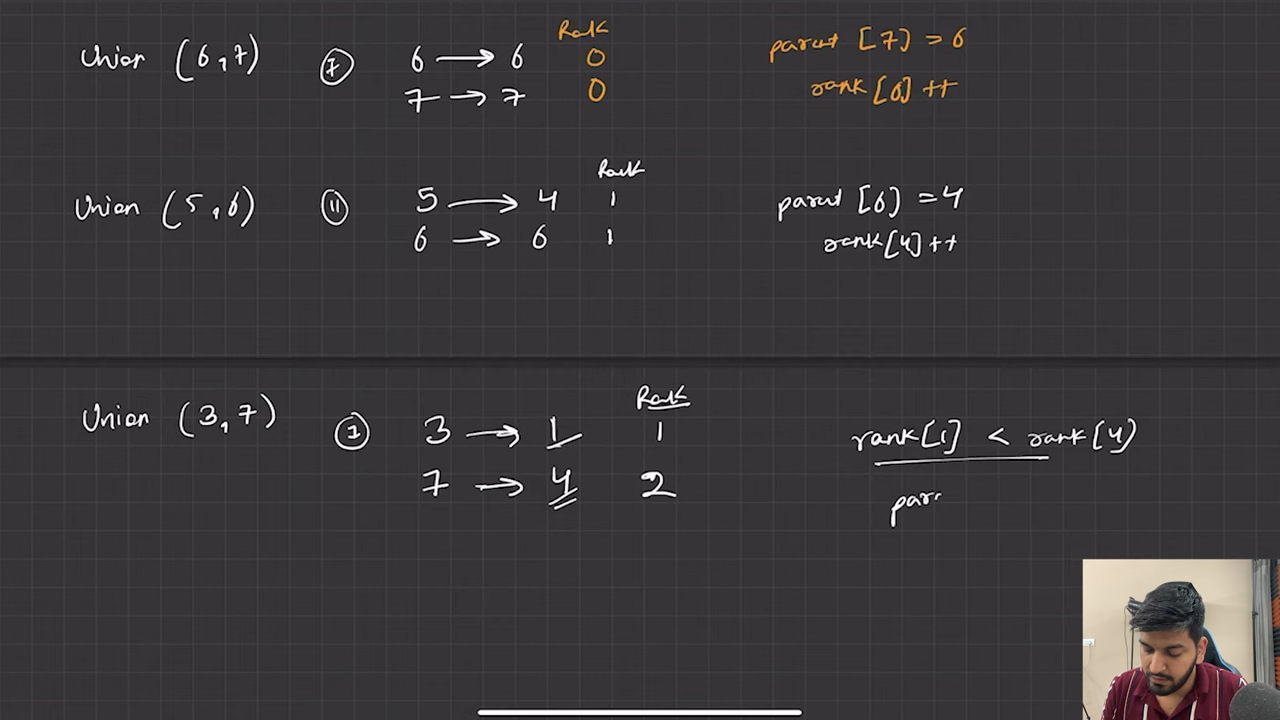 Union (6,7) ⑦ 6 → 6 Rank 0 parent [7] = 6
7 → 7 0 rank [6] ++
Union (5,6) ⑪ 5 → 4 Rank 1 parent [6] = 4
6 → 6 1 rank[4] ++
Union (3,7) ① 3 → 1 Rank 1 rank[1] < rank[4]
7 → 4 2 par